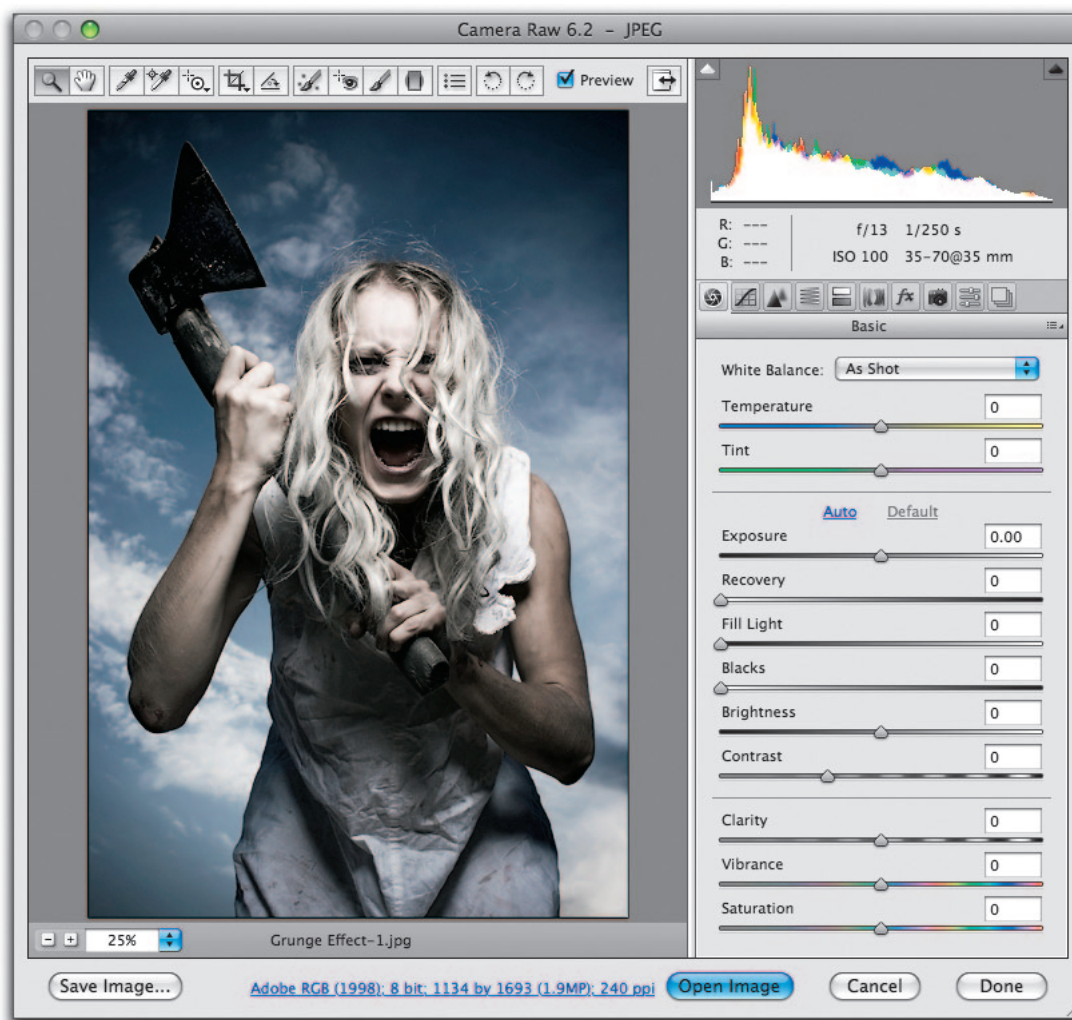 Camera Raw 6.2 – JPEG
Preview
R: ---
G: ---
B: ---
f/13 1/250 s
ISO 100 35-70@35 mm
fx
Basic
White Balance: As Shot
Temperature 0
Tint 0
Auto Default
Exposure 0.00
Recovery 0
Fill Light 0
Blacks 0
Brightness 0
Contrast 0
Clarity 0
Vibrance 0
Saturation 0
25% Grunge Effect-1.jpg
Save Image...
Adobe RGB (1998); 8 bit; 1134 by 1693 (1.9MP); 240 ppi
Open Image
Cancel
Done